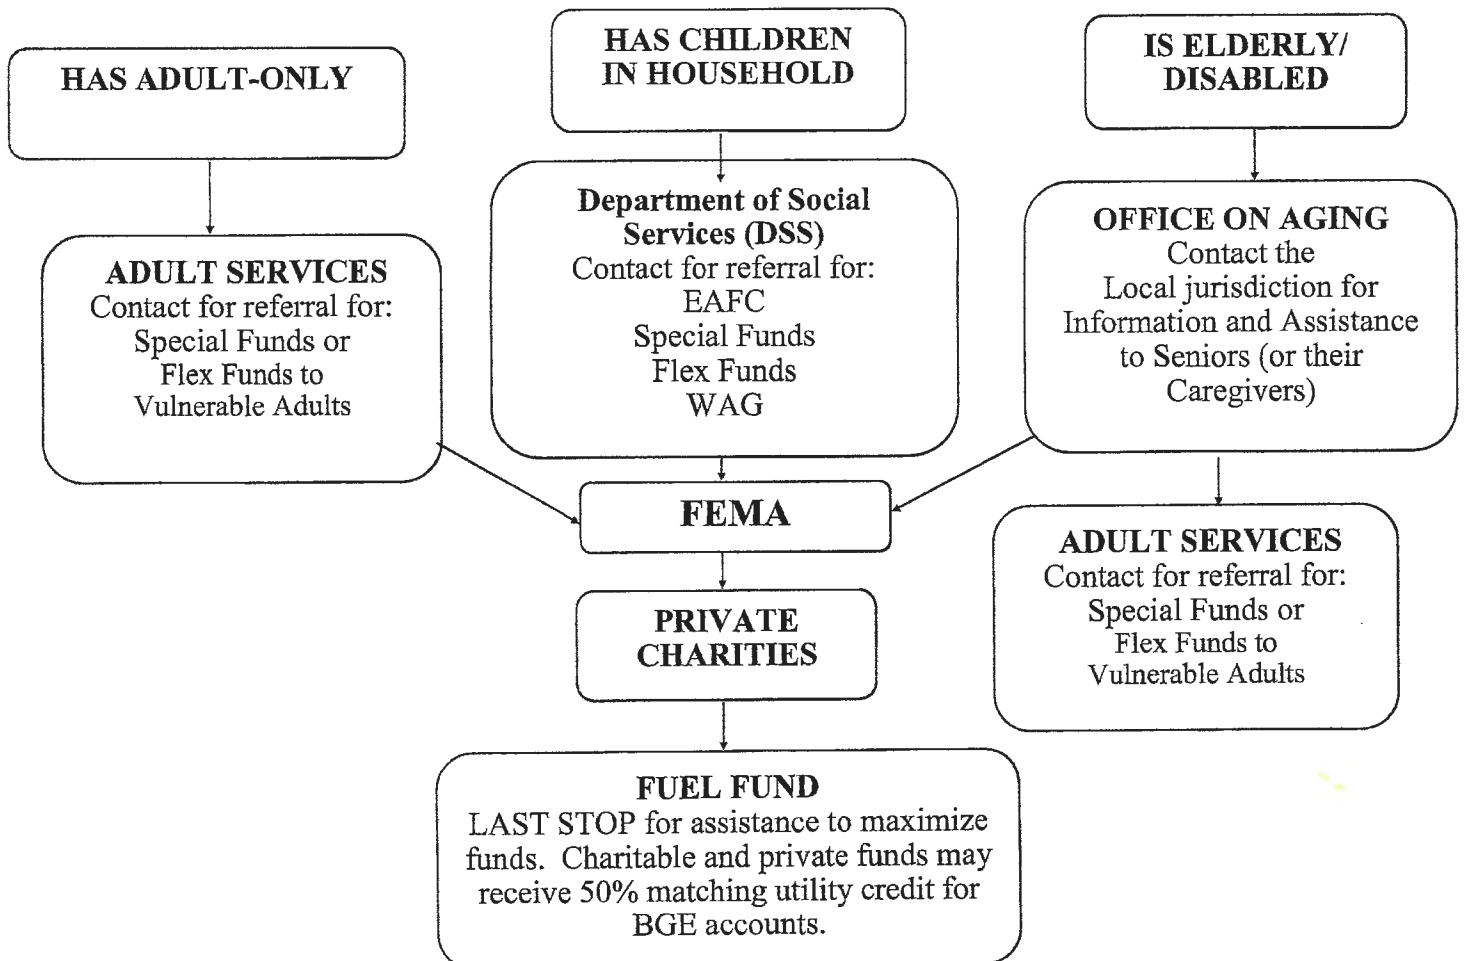 HAS ADULT-ONLY
HAS CHILDREN
IN HOUSEHOLD
IS ELDERLY/
DISABLED
ADULT SERVICES
Contact for referral for:
Special Funds or
Flex Funds to
Vulnerable Adults
Department of Social
Services (DSS)
Contact for referral for:
EAFC
Special Funds
Flex Funds
WAG
OFFICE ON AGING
Contact the
Local jurisdiction for
Information and Assistance
to Seniors (or their
Caregivers)
FEMA
ADULT SERVICES
Contact for referral for:
Special Funds or
Flex Funds to
Vulnerable Adults
PRIVATE
CHARITIES
FUEL FUND
LAST STOP for assistance to maximize
funds. Charitable and private funds may
receive 50% matching utility credit for
BGE accounts.